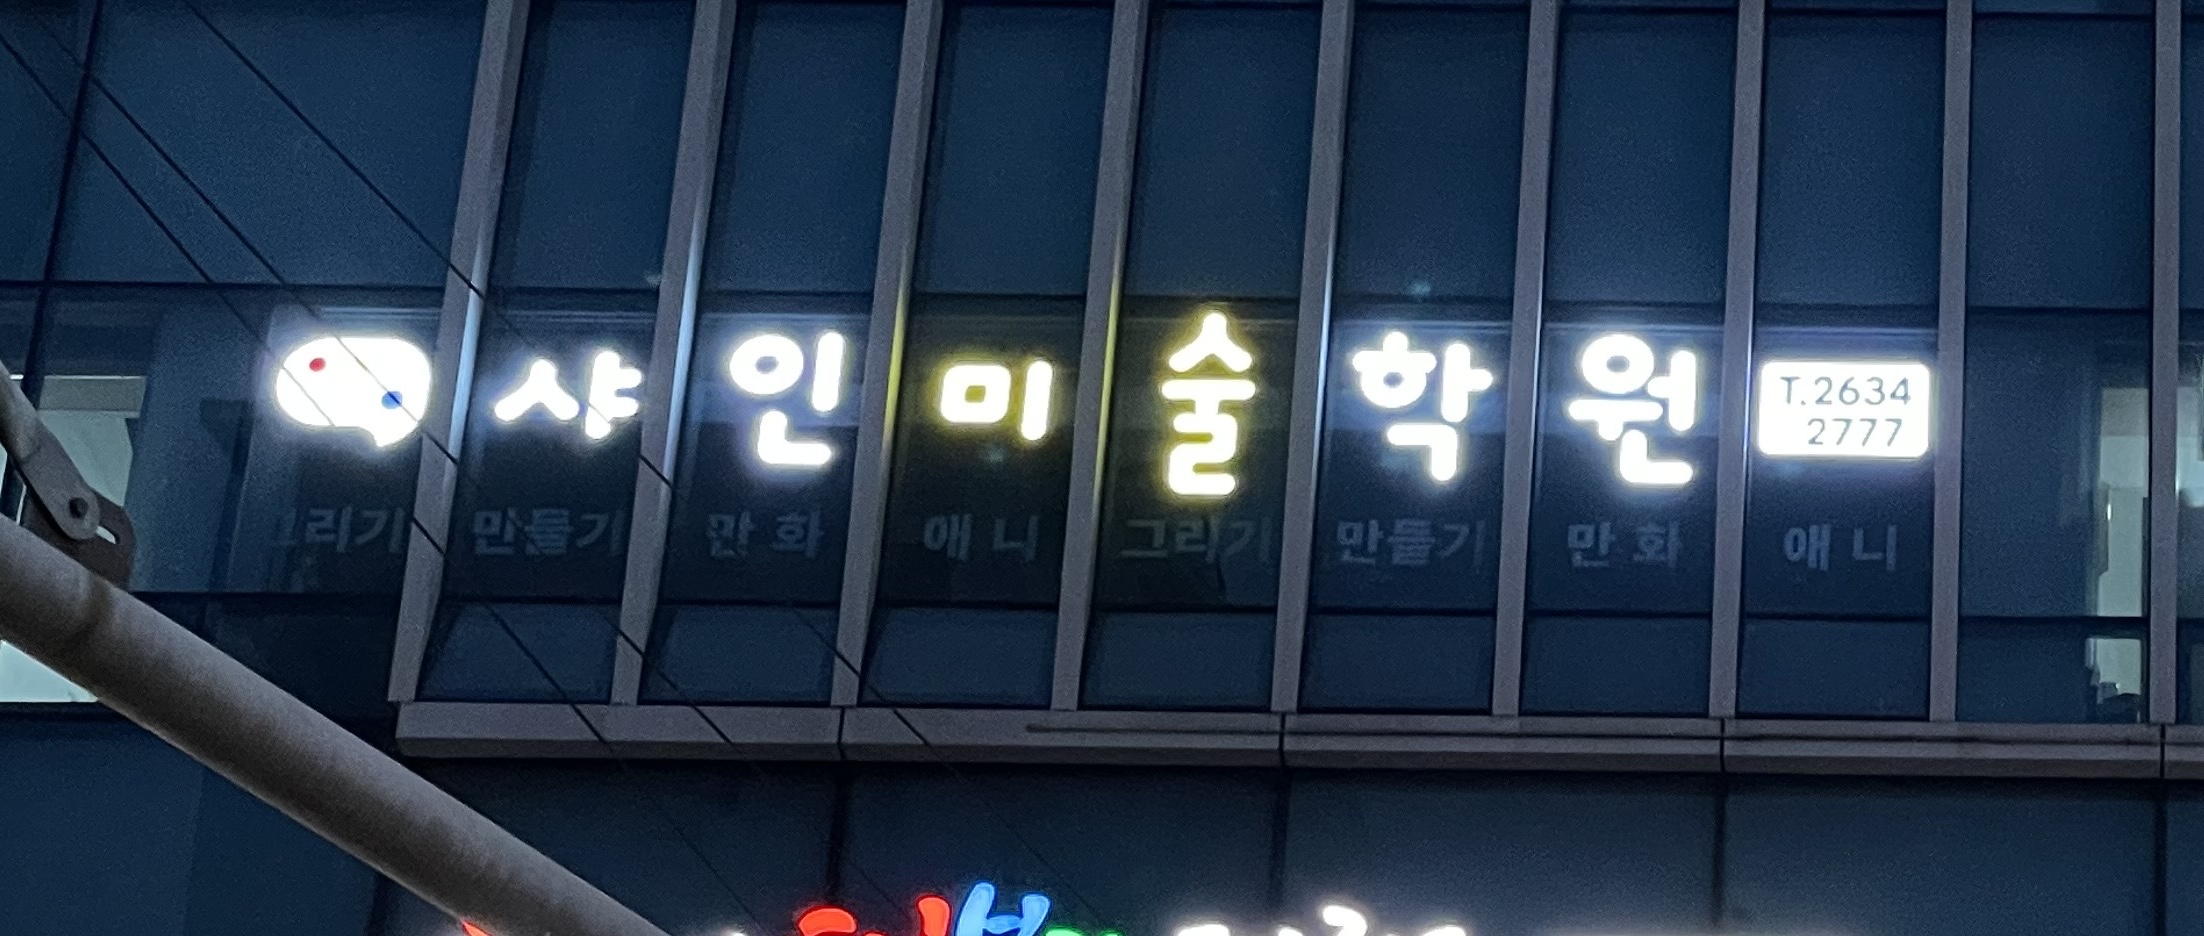 샤인미술학원
T.2634
2777
그리기 만들기 만화 애니 그리기 만들기 만화 애니